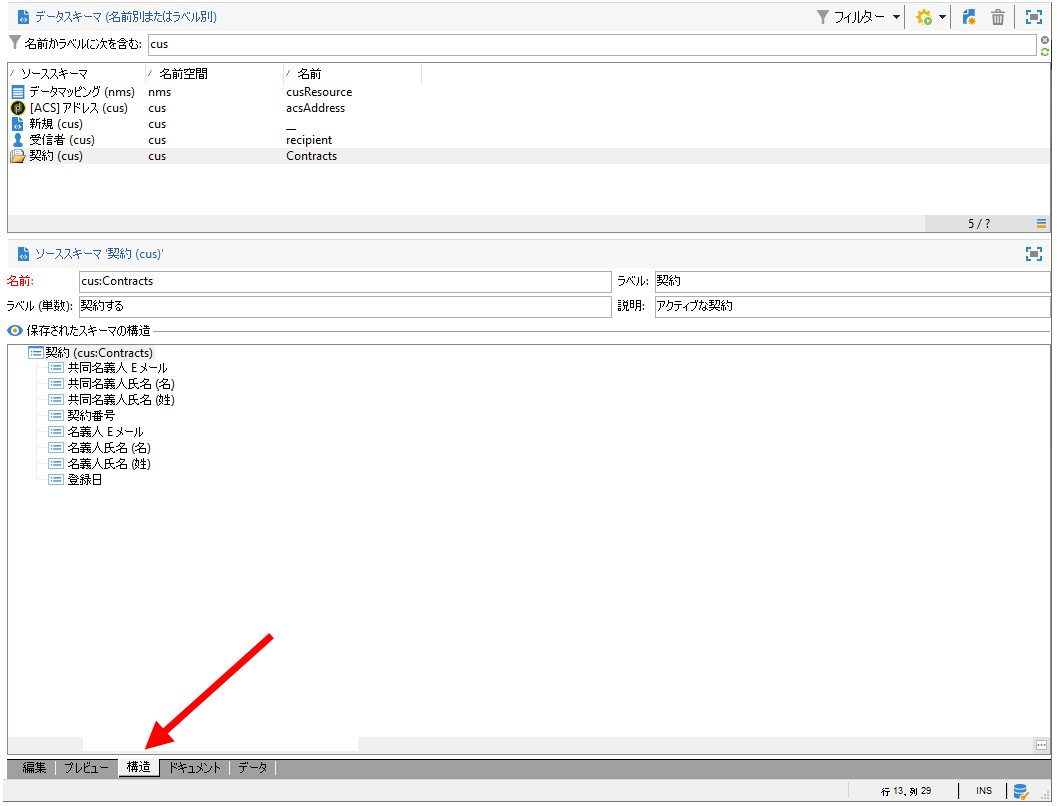 データスキーマ (名前別またはラベル別) フィルター
名前かラベルに次を含む: cus
ソーススキーマ 名前空間 名前
データマッピング (nms) nms cusResource
[ACS] アドレス (cus) cus acsAddress
新規 (cus) cus __
受信者 (cus) cus recipient
契約 (cus) cus Contracts
5 / ?
ソーススキーマ '契約 (cus)'
名前: cus:Contracts ラベル: 契約
ラベル (単数): 契約する 説明: アクティブな契約
保存されたスキーマの構造
契約 (cus:Contracts)
共同名義人 E メール
共同名義人氏名 (名)
共同名義人氏名 (姓)
契約番号
名義人 E メール
名義人氏名 (名)
名義人氏名 (姓)
登録日
編集 プレビュー 構造 ドキュメント データ
行 13、列 29 INS